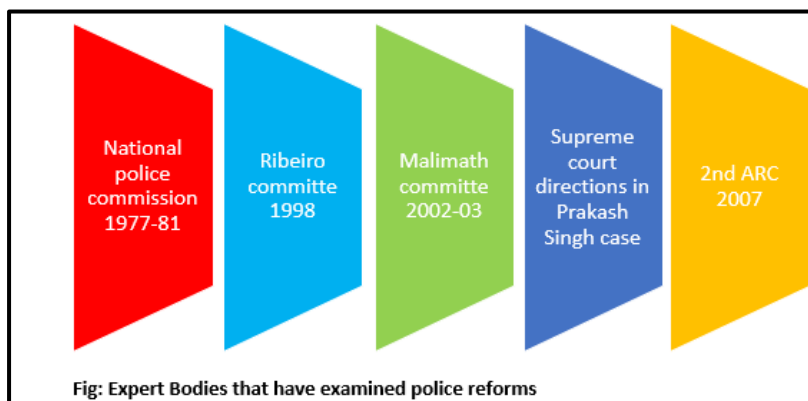 National
police
commission
1977-81
Ribeiro
committe
1998
Malimath
committe
2002-03
Supreme
court
directions in
Prakash
Singh case
2nd ARC
2007
Fig: Expert Bodies that have examined police reforms